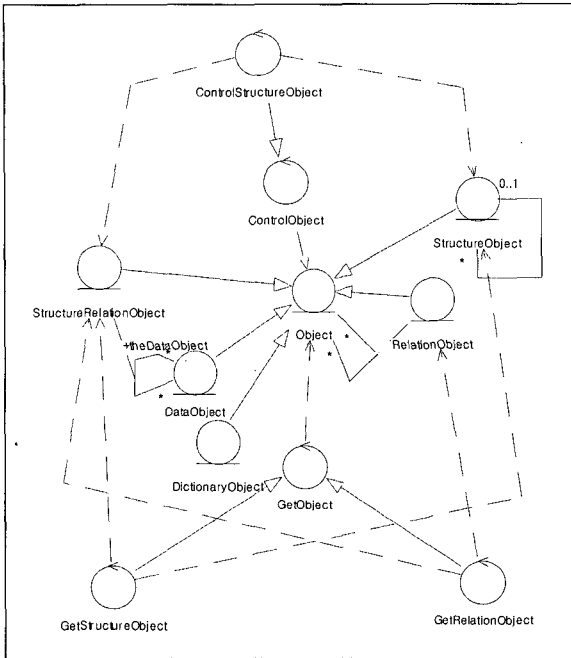 ControlStructureObject
0..1
ControlObject
StructureObject
*
StructureRelationObject
Object
RelationObject
+theDataObject
*
*
*
*
DataObject
DictionaryObject
GetObject
GetStructureObject
GetRelationObject